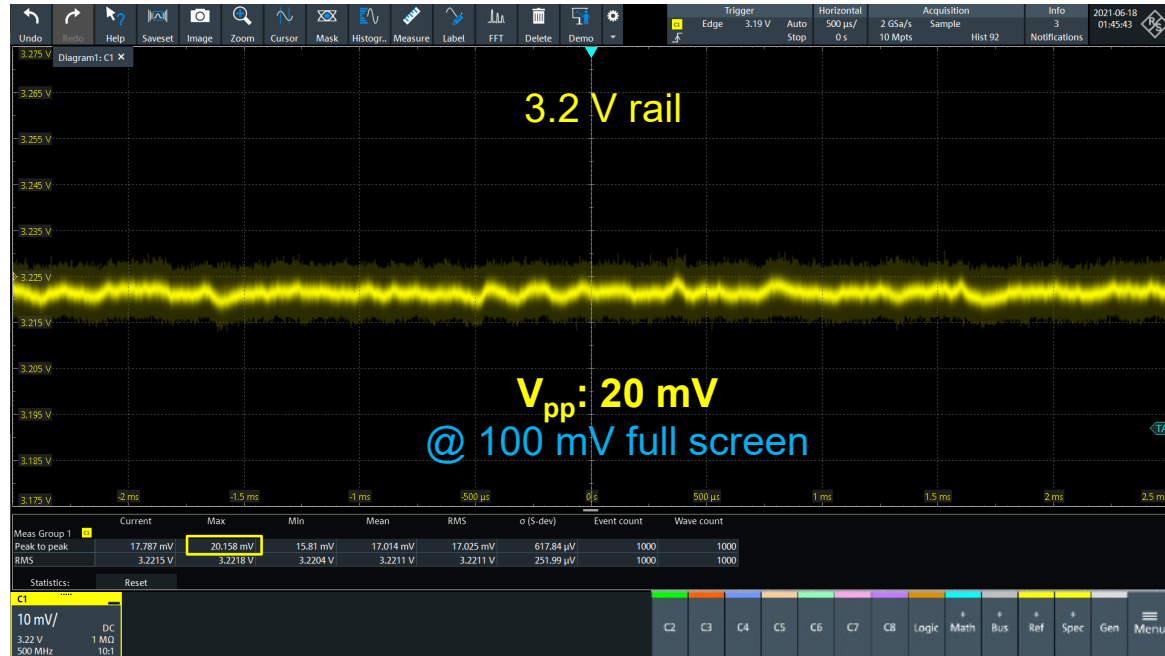 Undo Redo Help Saveset Image Zoom Cursor Mask Histogr.. Measure Label FFT Delete Demo
Trigger Horizontal Acquisition Info 2021-06-18
C1 Edge 3.19 V Auto 500 µs/ 2 GSa/s Sample 3 01:45:43
Stop 0 s 10 Mpts Hist 92 Notifications
R&S
3.275 V Diagram1: C1 ×
3.265 V
3.2 V rail
3.255 V
3.245 V
3.235 V
3.225 V
3.215 V
3.205 V
Vpp: 20 mV
3.195 V
TA
@ 100 mV full screen
3.185 V
3.175 V -2 ms -1.5 ms -1 ms -500 µs 0 s 500 µs 1 ms 1.5 ms 2 ms 2.5 m
Current Max Min Mean RMS σ (S-dev) Event count Wave count
Meas Group 1 C1
Peak to peak 17.787 mV 20.158 mV 15.81 mV 17.014 mV 17.025 mV 617.84 µV 1000 1000
RMS 3.2215 V 3.2218 V 3.2204 V 3.2211 V 3.2211 V 251.99 µV 1000 1000
Statistics: Reset
C1
10 mV/ DC
3.22 V 1 MΩ
500 MHz 10:1
C2 C3 C4 C5 C6 C7 C8 Logic + Math + Bus + Ref + Spec Gen Menu